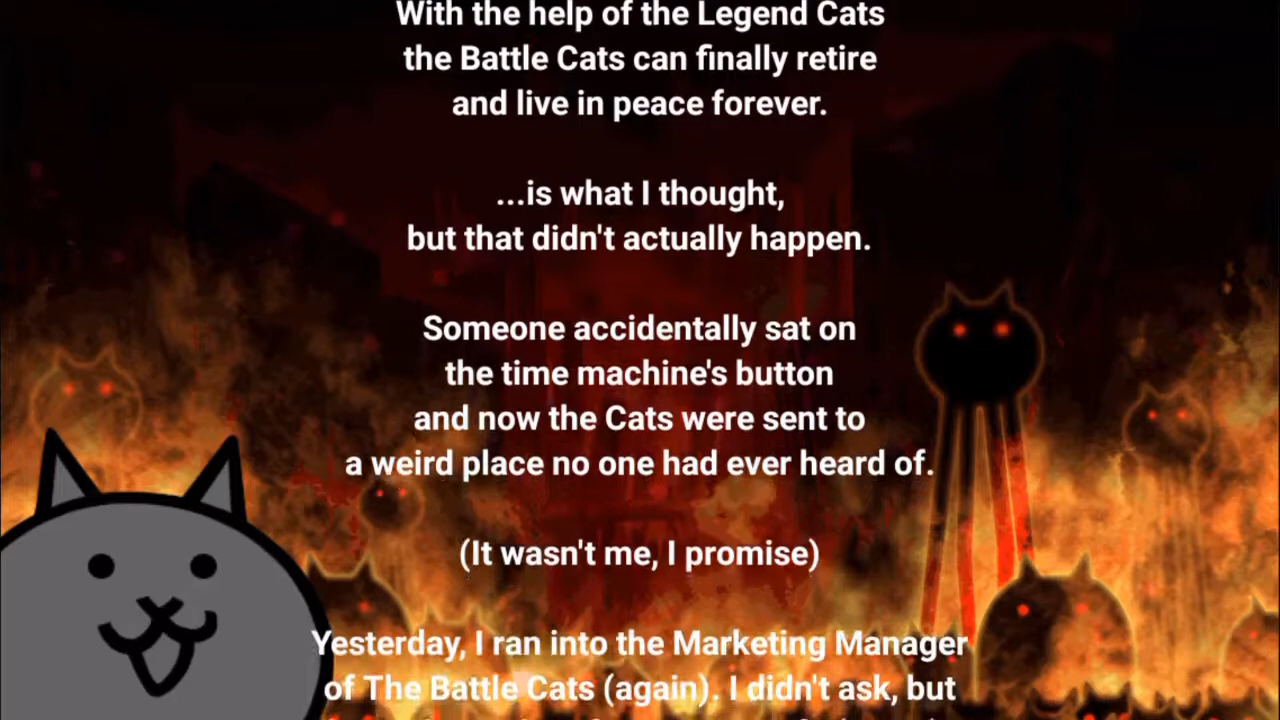 With the help of the Legend Cats
the Battle Cats can finally retire
and live in peace forever.
...is what I thought,
but that didn't actually happen.
Someone accidentally sat on
the time machine's button
and now the Cats were sent to
a weird place no one had ever heard of.
(It wasn't me, I promise)
Yesterday, I ran into the Marketing Manager
of The Battle Cats (again). I didn't ask, but